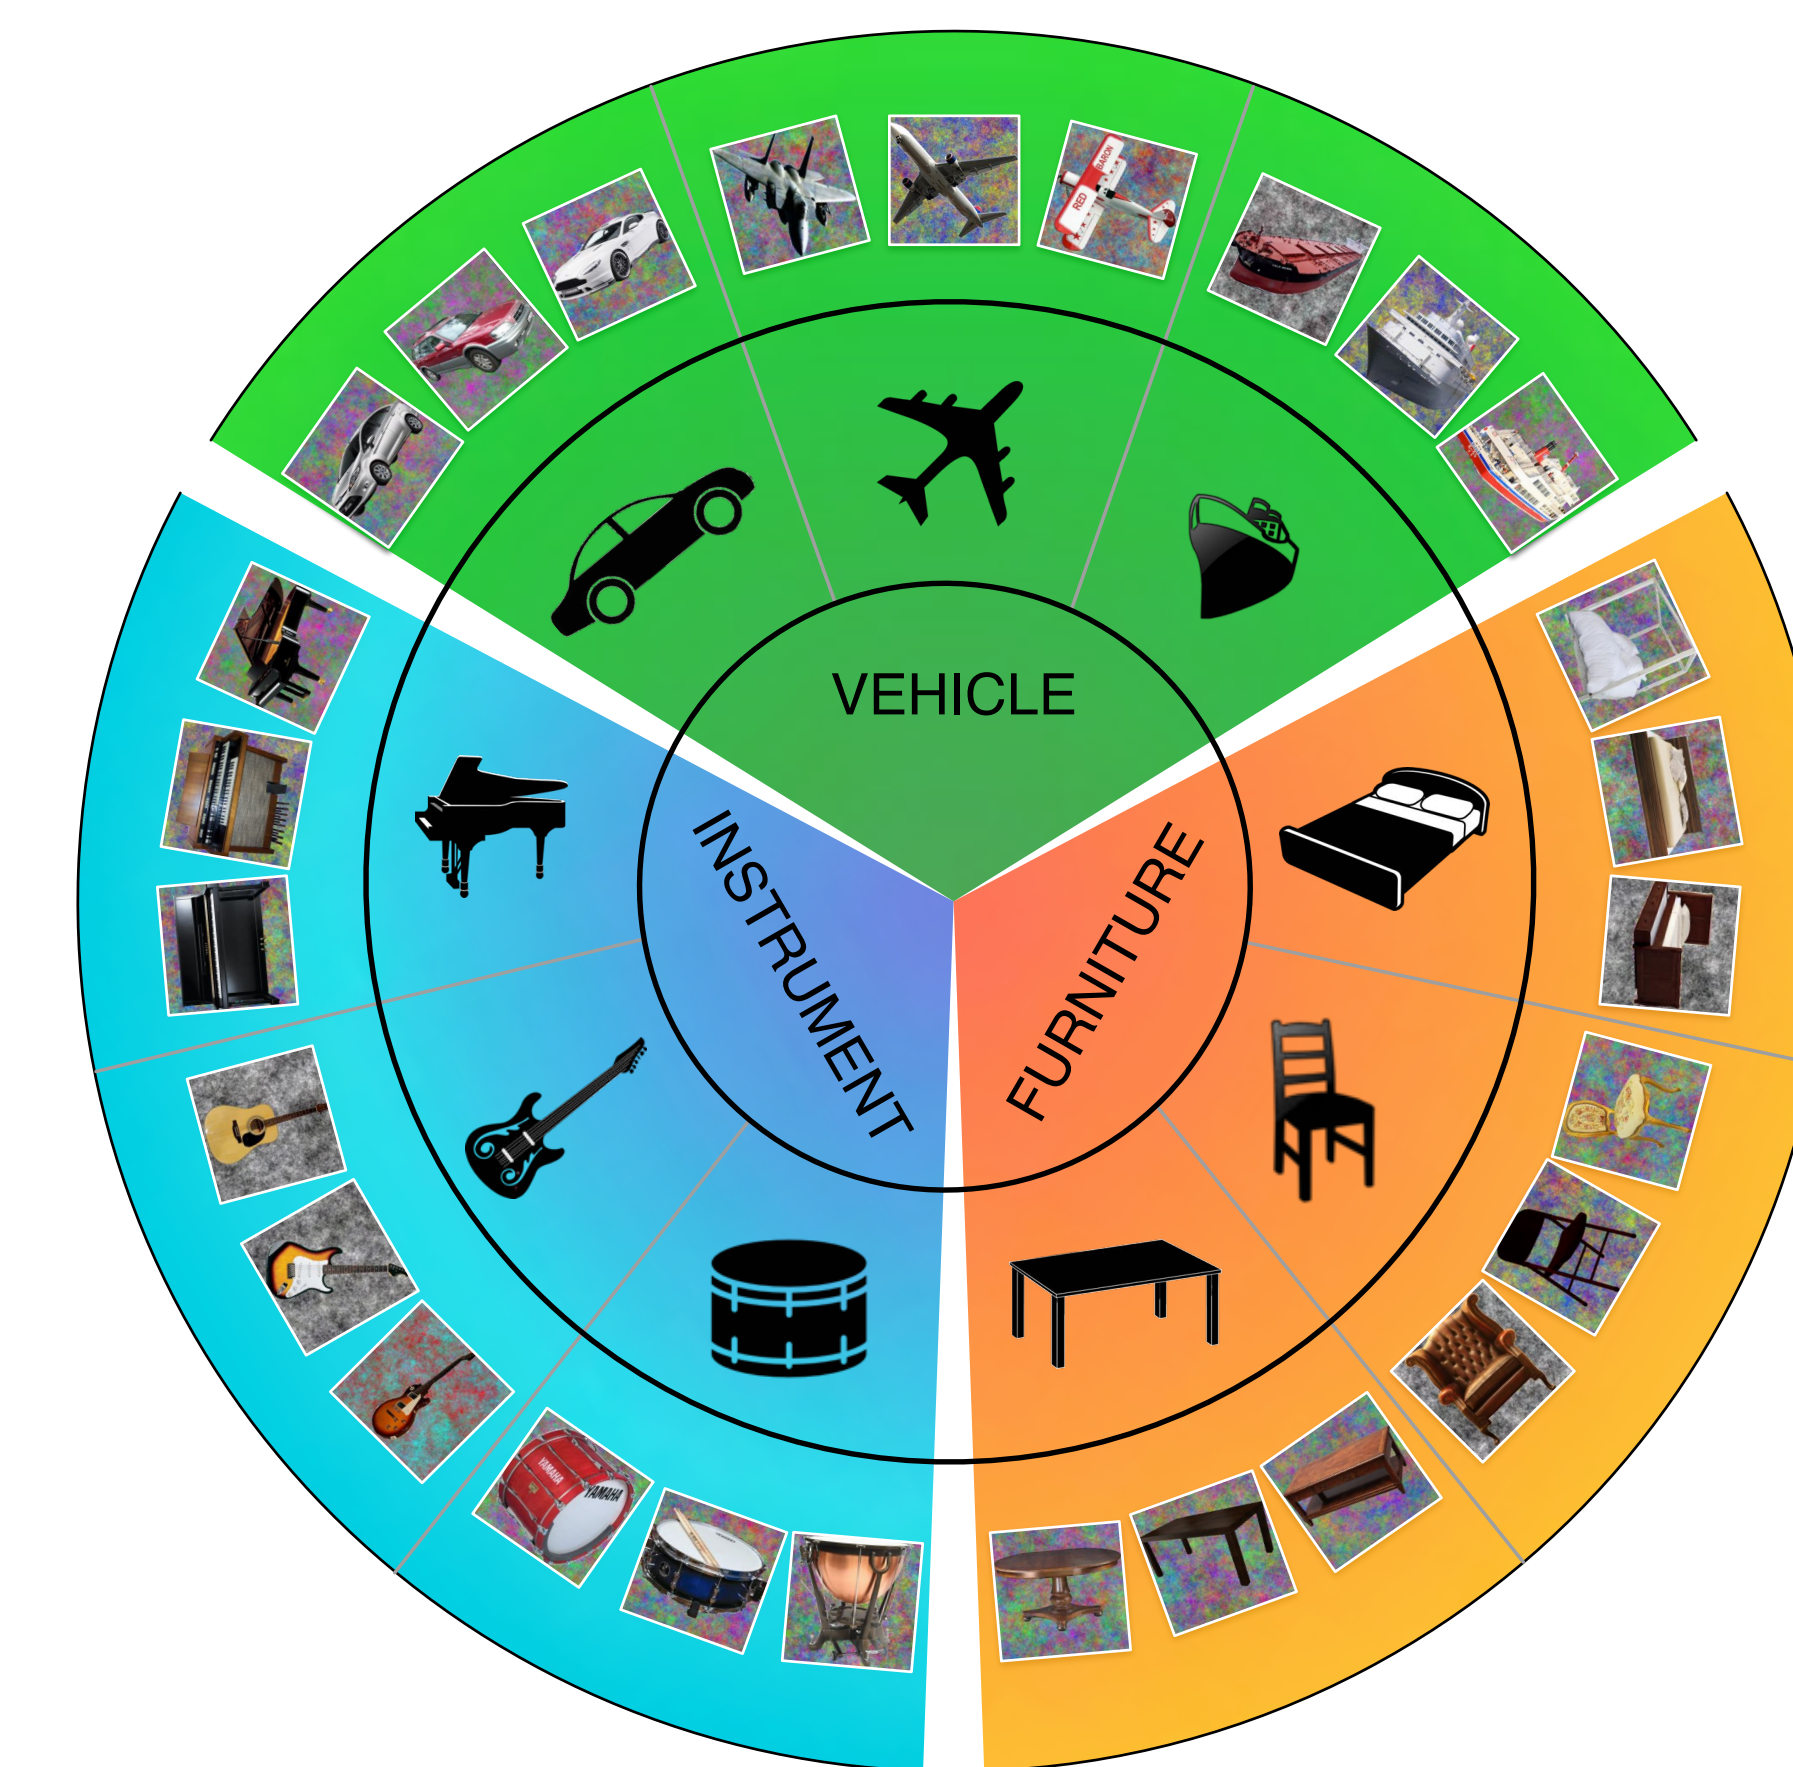 RED
BARON
VEHICLE
INSTRUMENT
FURNITURE
YAMAHA
YAMAHA